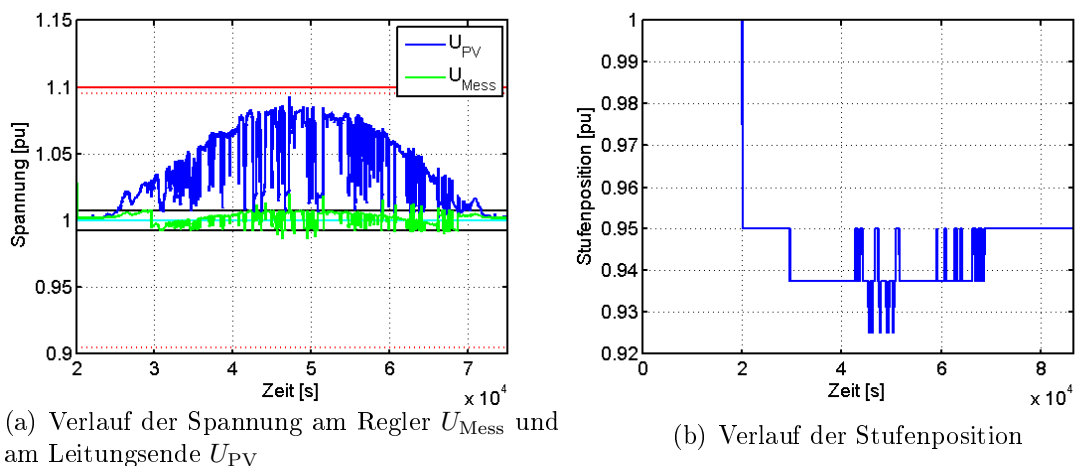 1.15
1.1
1.05
1
0.95
0.9
Spannung [pu]
U_PV
U_Mess
2 3 4 5 6 7
Zeit [s]
x 10^4
(a) Verlauf der Spannung am Regler U_Mess und
am Leitungsende U_PV
1
0.99
0.98
0.97
0.96
0.95
0.94
0.93
0.92
Stufenposition [pu]
0 2 4 6 8
Zeit [s]
x 10^4
(b) Verlauf der Stufenposition